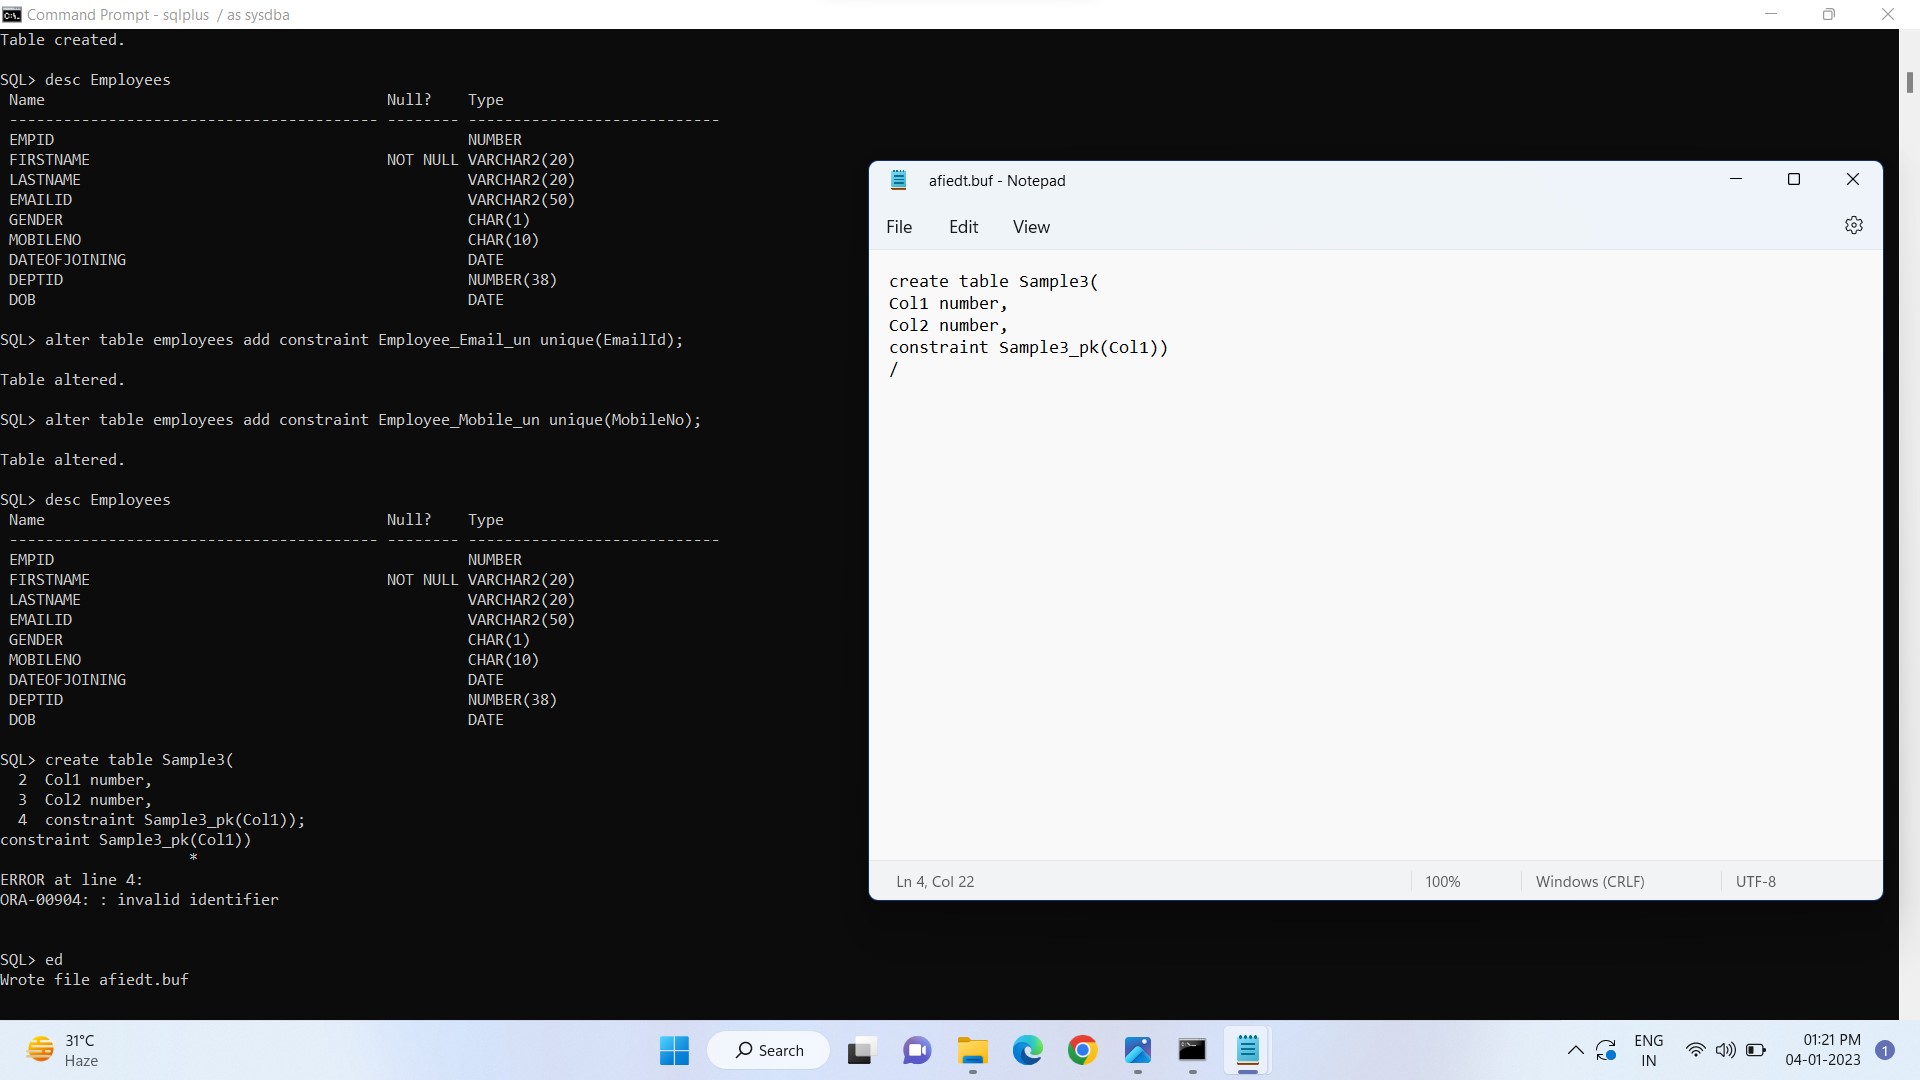 Command Prompt - sqlplus / as sysdba
Table created.
SQL> desc Employees
Name Null? Type
----------------------------------------- -------- ----------------------------
EMPID NUMBER
FIRSTNAME NOT NULL VARCHAR2(20)
LASTNAME VARCHAR2(20)
EMAILID VARCHAR2(50)
GENDER CHAR(1)
MOBILENO CHAR(10)
DATEOFJOINING DATE
DEPTID NUMBER(38)
DOB DATE
SQL> alter table employees add constraint Employee_Email_un unique(EmailId);
Table altered.
SQL> alter table employees add constraint Employee_Mobile_un unique(MobileNo);
Table altered.
SQL> desc Employees
Name Null? Type
----------------------------------------- -------- ----------------------------
EMPID NUMBER
FIRSTNAME NOT NULL VARCHAR2(20)
LASTNAME VARCHAR2(20)
EMAILID VARCHAR2(50)
GENDER CHAR(1)
MOBILENO CHAR(10)
DATEOFJOINING DATE
DEPTID NUMBER(38)
DOB DATE
SQL> create table Sample3(
2 Col1 number,
3 Col2 number,
4 constraint Sample3_pk(Col1));
constraint Sample3_pk(Col1))
*
ERROR at line 4:
ORA-00904: : invalid identifier
SQL> ed
Wrote file afiedt.buf
afiedt.buf - Notepad
File Edit View
create table Sample3(
Col1 number,
Col2 number,
constraint Sample3_pk(Col1))
/
Ln 4, Col 22 100% Windows (CRLF) UTF-8
31°C
Haze
Search
ENG
IN
01:21 PM
04-01-2023
1